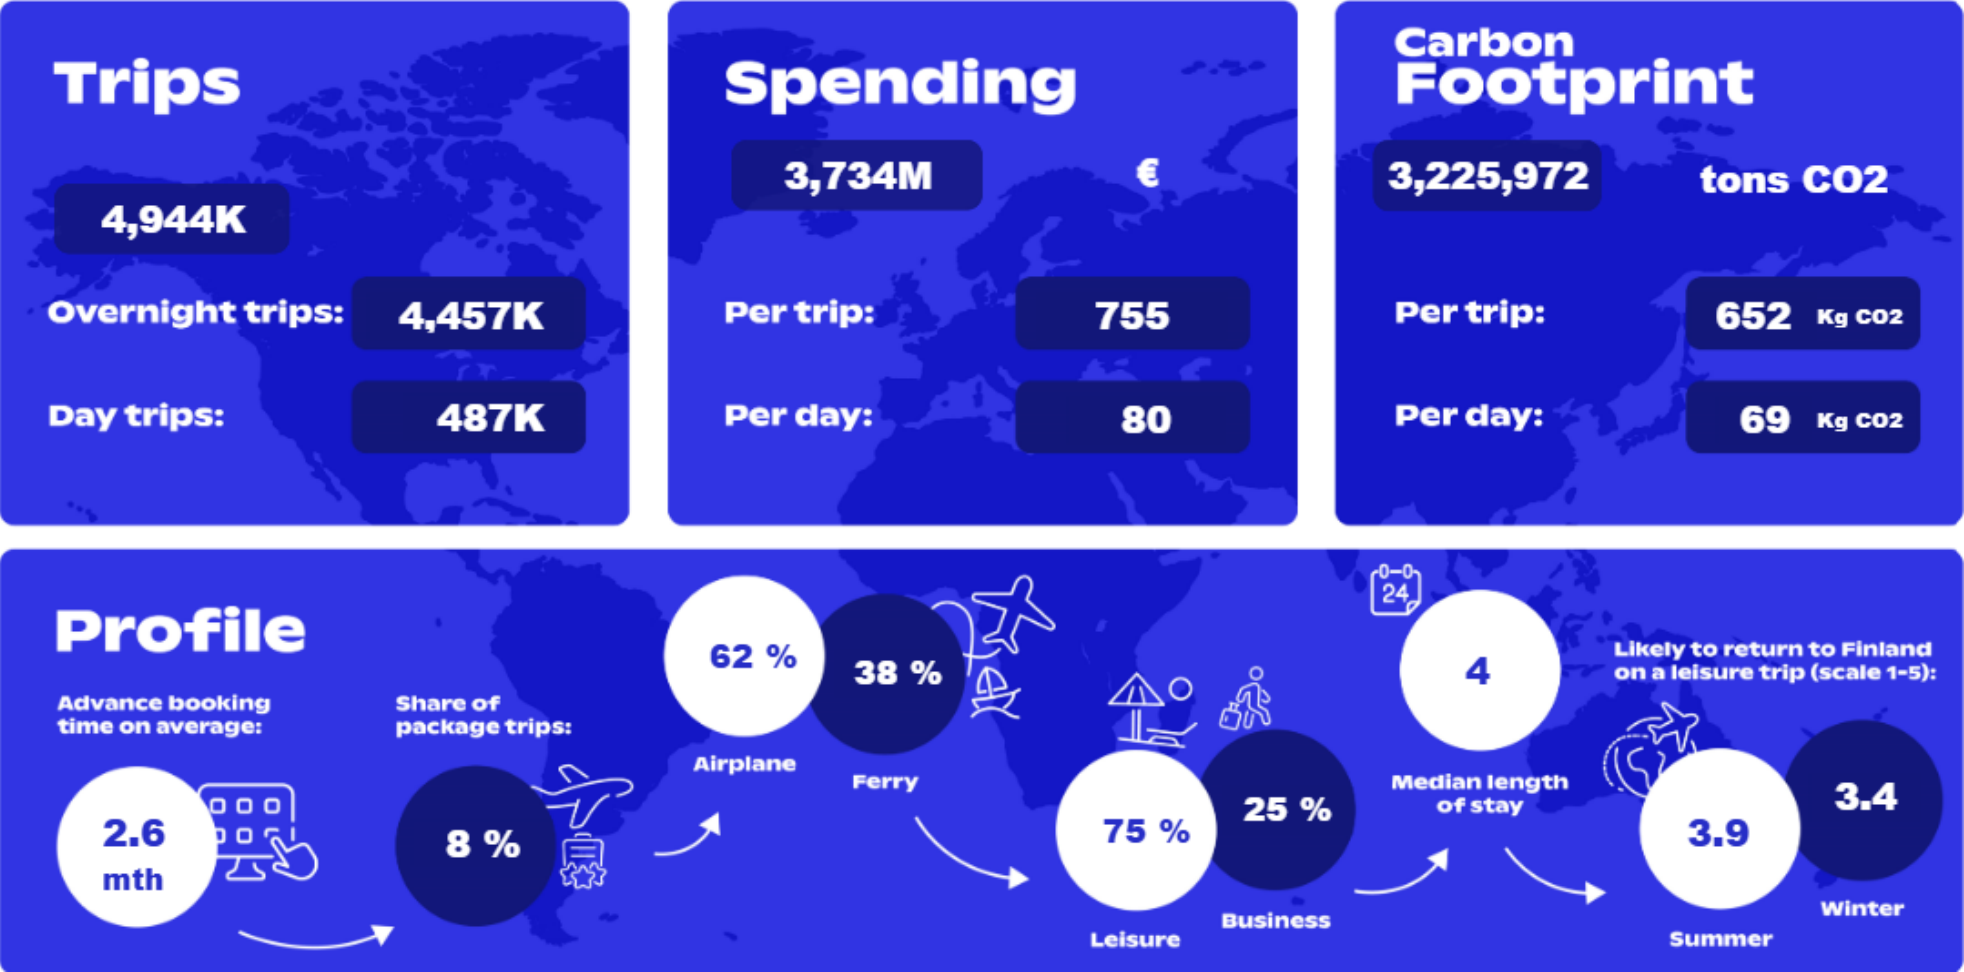 Trips
4,944K
Overnight trips: 4,457K
Day trips: 487K
Spending
3,734M €
Per trip: 755
Per day: 80
Carbon
Footprint
3,225,972 tons CO2
Per trip: 652 Kg CO2
Per day: 69 Kg CO2
Profile
Advance booking
time on average:
2.6
mth
Share of
package trips:
8 %
62 %
Airplane
38 %
Ferry
75 %
Leisure
25 %
Business
24
4
Median length
of stay
Likely to return to Finland
on a leisure trip (scale 1-5):
3.9
Summer
3.4
Winter